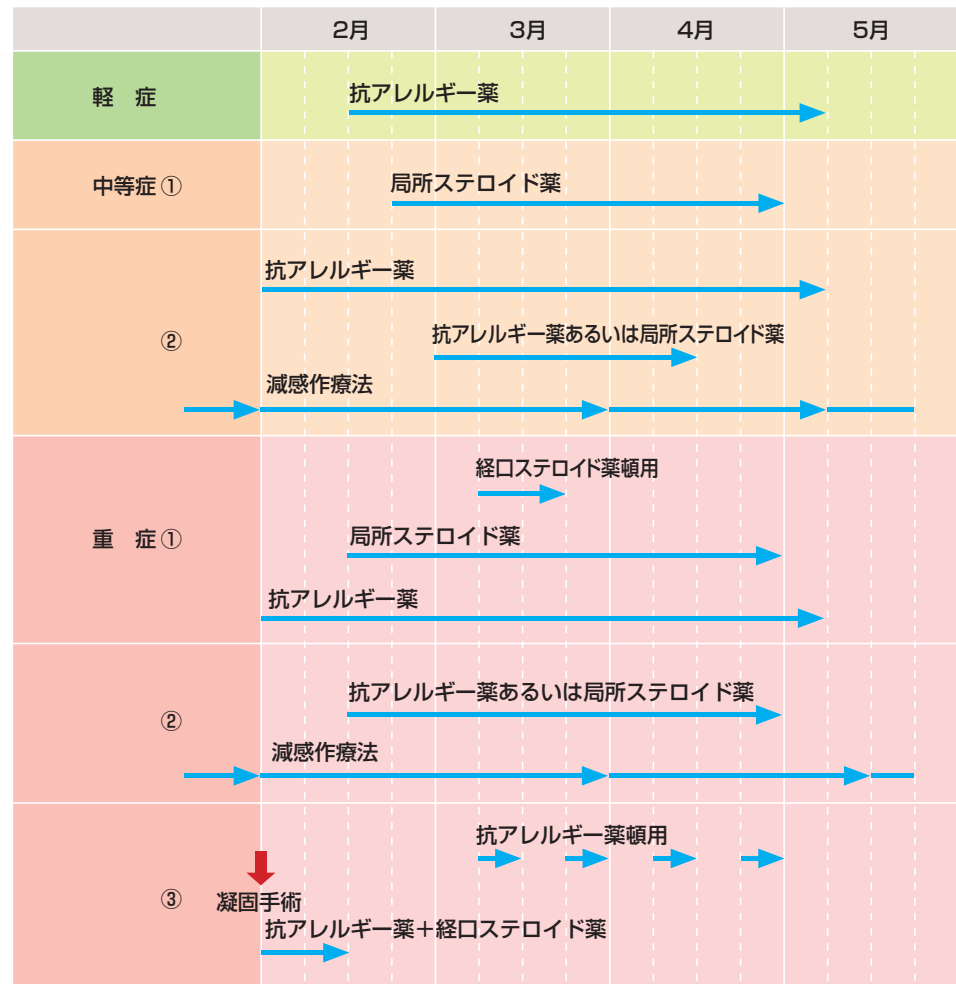 2月 3月 4月 5月
軽　症
抗アレルギー薬
中等症①
局所ステロイド薬
②
抗アレルギー薬
抗アレルギー薬あるいは局所ステロイド薬
減感作療法
重　症①
経口ステロイド薬頓用
局所ステロイド薬
抗アレルギー薬
②
抗アレルギー薬あるいは局所ステロイド薬
減感作療法
③
抗アレルギー薬頓用
凝固手術
抗アレルギー薬＋経口ステロイド薬